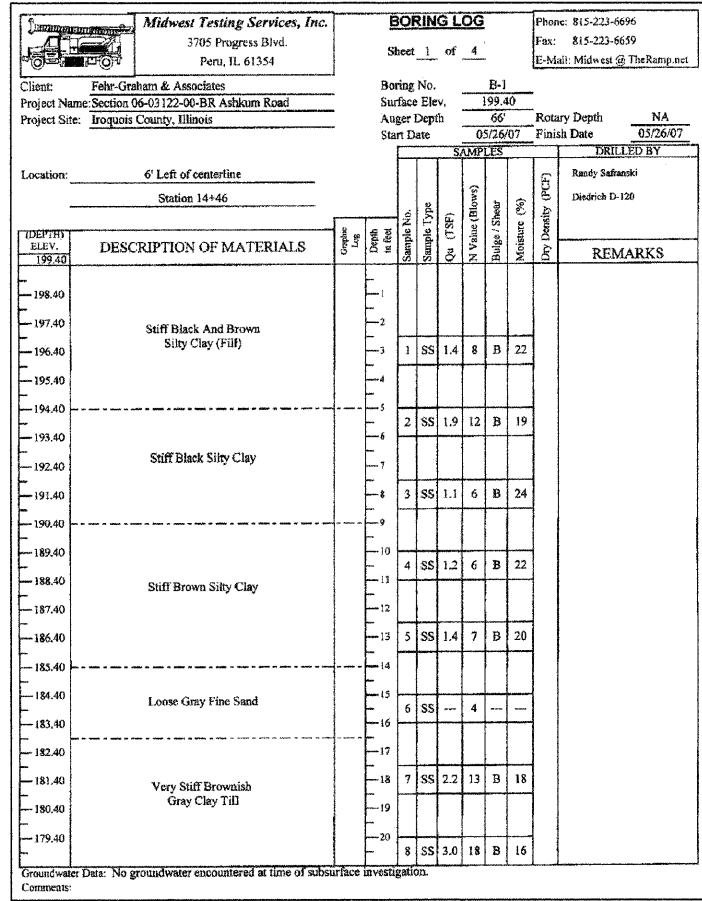 Midwest Testing Services, Inc.
3705 Progress Blvd.
Peru, IL 61354
BORING LOG
Sheet 1 of 4
Phone: 815-223-6696
Fax: 815-223-6659
E-Mail: Midwest @ TheRamp.net
Client: Fehr-Graham & Associates
Project Name: Section 06-03122-00-BR Ashkum Road
Project Site: Iroquois County, Illinois
Boring No. B-1
Surface Elev. 199.40
Auger Depth 66' Rotary Depth NA
Start Date 05/26/07 Finish Date 05/26/07
SAMPLES
DRILLED BY
Location: 6' Left of centerline
Station 14+46
Randy Safranski
Diedrich D-120
(DEPTH) ELEV. 199.40
DESCRIPTION OF MATERIALS
Graphic Log
Depth in feet
Sample No.
Sample Type
Qu (TSF)
N Value (Blows)
Bulge / Shear
Moisture (%)
Dry Density (PCF)
REMARKS
198.40 1
197.40 2
Stiff Black And Brown
Silty Clay (Fill)
196.40 3 1 SS 1.4 8 B 22
195.40 4
194.40 5
2 SS 1.9 12 B 19
193.40 6
Stiff Black Silty Clay
192.40 7
191.40 8 3 SS 1.1 6 B 24
190.40 9
189.40 10
4 SS 1.2 6 B 22
188.40 11
Stiff Brown Silty Clay
187.40 12
186.40 13 5 SS 1.4 7 B 20
185.40 14
184.40 15
Loose Gray Fine Sand
6 SS --- 4 --- ---
183.40 16
182.40 17
181.40 18 7 SS 2.2 13 B 18
Very Stiff Brownish
Gray Clay Till
180.40 19
179.40 20
8 SS 3.0 18 B 16
Groundwater Data: No groundwater encountered at time of subsurface investigation.
Comments: